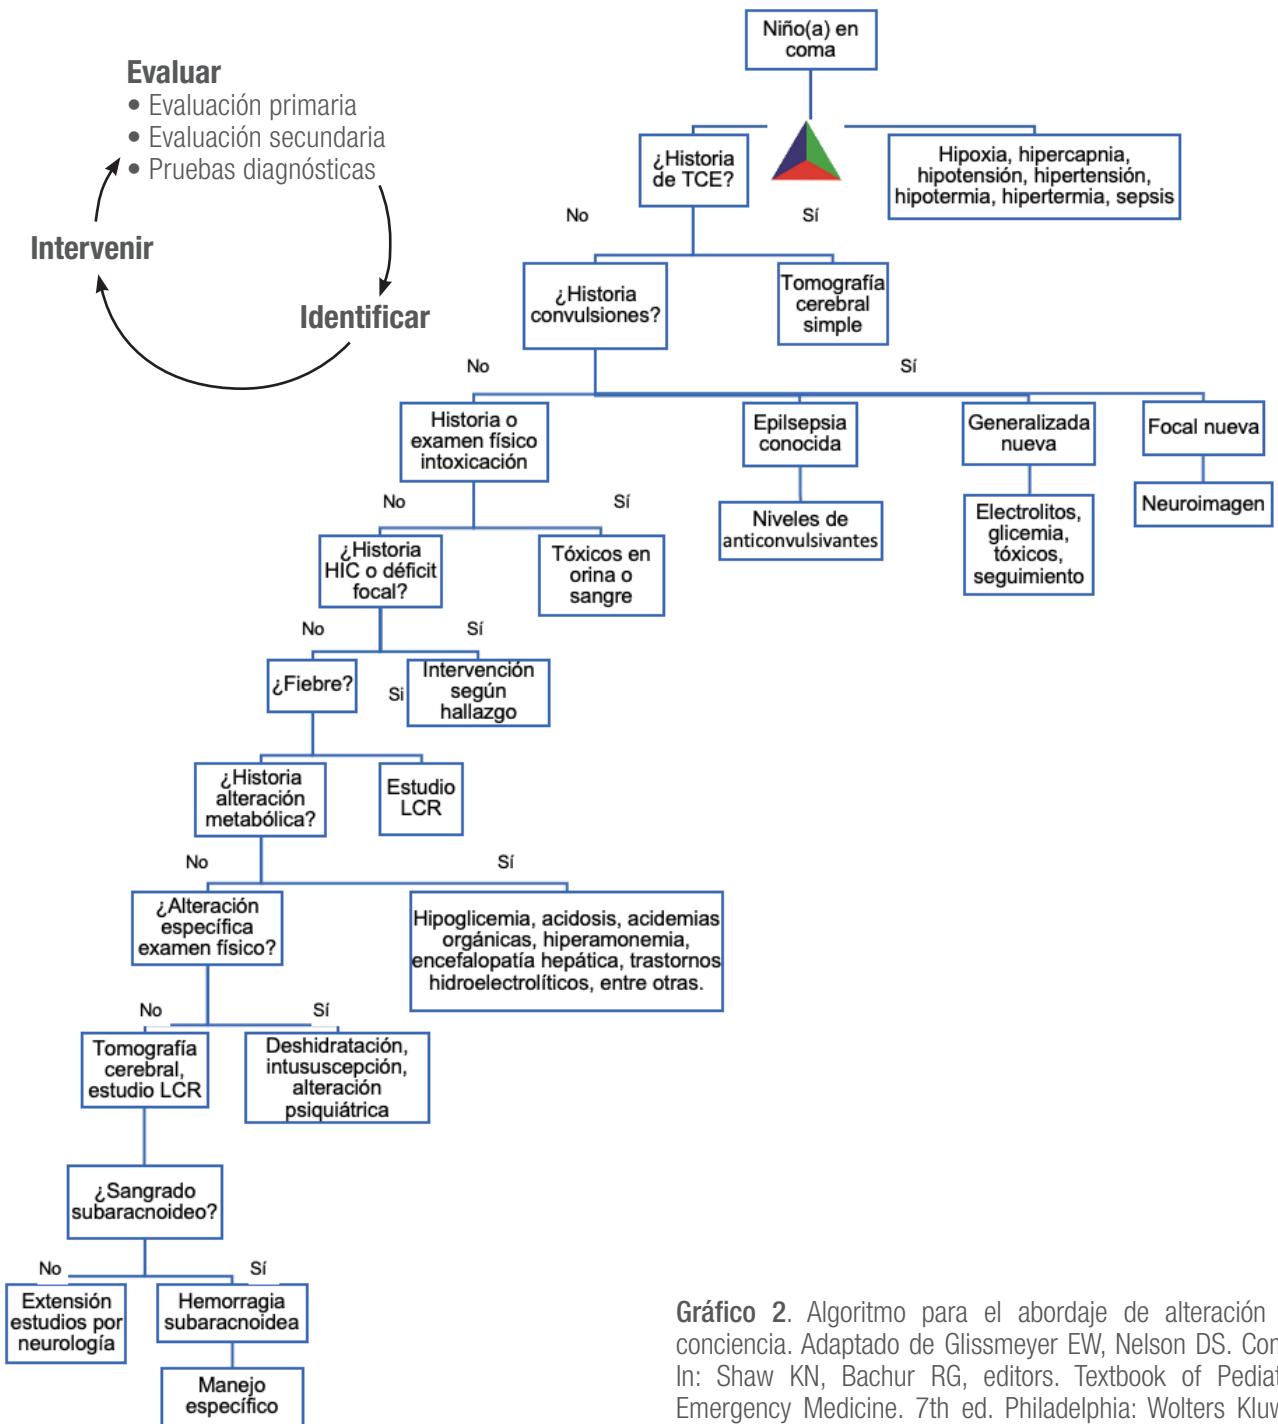 Niño(a) en
coma
Evaluar
• Evaluación primaria
• Evaluación secundaria
• Pruebas diagnósticas
Intervenir
Identificar
¿Historia
de TCE?
Hipoxia, hipercapnia,
hipotensión, hipertensión,
hipotermia, hipertermia, sepsis
No
Sí
¿Historia
convulsiones?
Tomografía
cerebral
simple
No
Sí
Historia o
examen físico
intoxicación
Epilsepsia
conocida
Generalizada
nueva
Focal nueva
Niveles de
anticonvulsivantes
Electrolitos,
glicemia,
tóxicos,
seguimiento
Neuroimagen
No
Sí
¿Historia
HIC o déficit
focal?
Tóxicos en
orina o
sangre
No
Sí
¿Fiebre?
Si
Intervención
según
hallazgo
¿Historia
alteración
metabólica?
Estudio
LCR
No
Sí
¿Alteración
específica
examen físico?
Hipoglicemia, acidosis, acidemias
orgánicas, hiperamonemia,
encefalopatía hepática, trastornos
hidroelectrolíticos, entre otras.
No
Sí
Tomografía
cerebral,
estudio LCR
Deshidratación,
intususcepción,
alteración
psiquiátrica
¿Sangrado
subaracnoideo?
No
Sí
Extensión
estudios por
neurología
Hemorragia
subaracnoidea
Manejo
específico
Gráfico 2. Algoritmo para el abordaje de alteración
conciencia. Adaptado de Glissmeyer EW, Nelson DS.
In: Shaw KN, Bachur RG, editors. Textbook of
Emergency Medicine. 7th ed. Philadelphia: Wolters